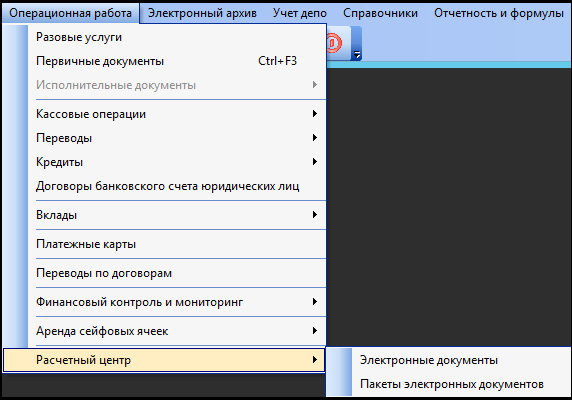 Операционная работа Электронный архив Учет депо Справочники Отчетность и формулы
Разовые услуги
Первичные документы Ctrl+F3
Исполнительные документы
Кассовые операции
Переводы
Кредиты
Договоры банковского счета юридических лиц
Вклады
Платежные карты
Переводы по договорам
Финансовый контроль и мониторинг
Аренда сейфовых ячеек
Расчетный центр
Электронные документы
Пакеты электронных документов